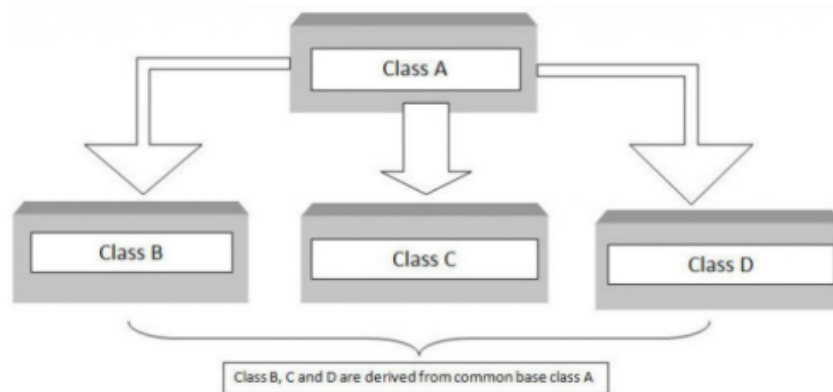 Class A
Class B
Class C
Class D
Class B, C and D are derived from common base class A